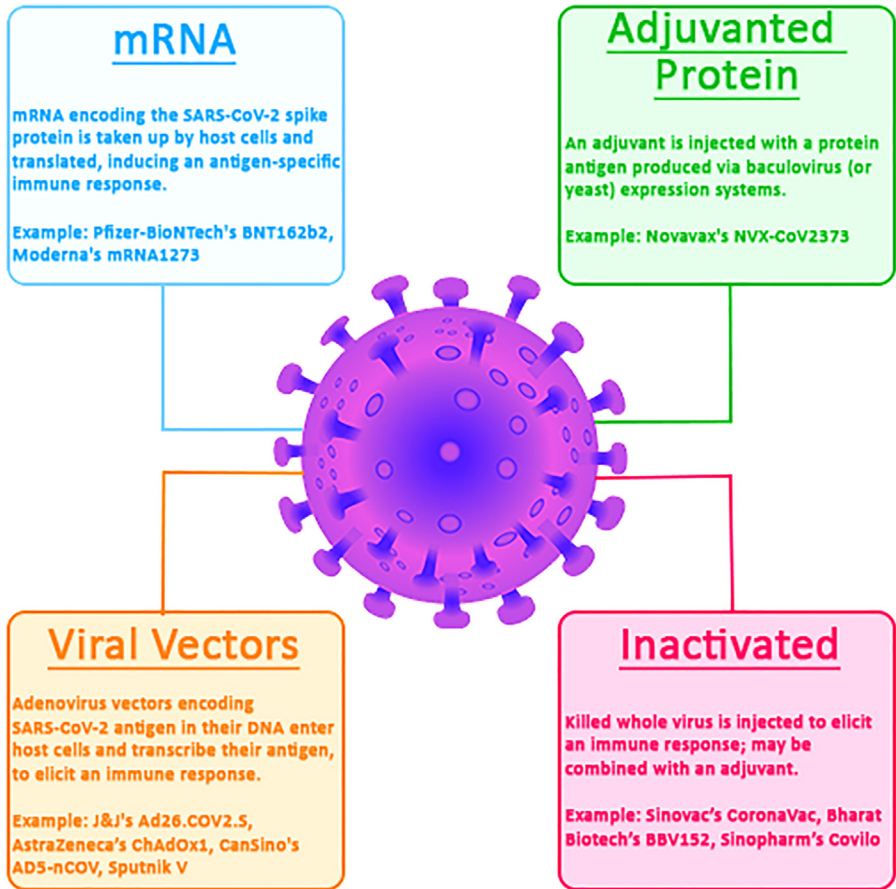 mRNA
mRNA encoding the SARS-CoV-2 spike
protein is taken up by host cells and
translated, inducing an antigen-specific
immune response.
Example: Pfizer-BioNTech's BNT162b2,
Moderna's mRNA1273
Adjuvanted
Protein
An adjuvant is injected with a protein
antigen produced via baculovirus (or
yeast) expression systems.
Example: Novavax's NVX-CoV2373
Viral Vectors
Adenovirus vectors encoding
SARS-CoV-2 antigen in their DNA enter
host cells and transcribe their antigen,
to elicit an immune response.
Example: J&J's Ad26.COV2.S,
AstraZeneca’s ChAdOx1, CanSino's
AD5-nCOV, Sputnik V
Inactivated
Killed whole virus is injected to elicit
an immune response; may be
combined with an adjuvant.
Example: Sinovac’s CoronaVac, Bharat
Biotech’s BBV152, Sinopharm’s Covilo